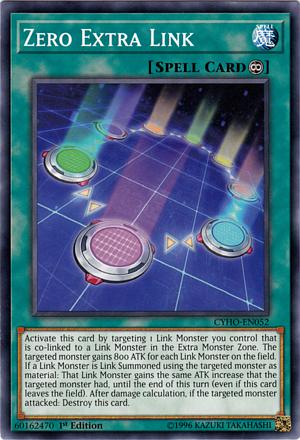 Zero Extra Link
SPELL
[Spell Card]
CYHO-EN052
Activate this card by targeting 1 Link Monster you control that
is co-linked to a Link Monster in the Extra Monster Zone. The
targeted monster gains 800 ATK for each Link Monster on the field.
If a Link Monster is Link Summoned using the targeted monster as
material: That Link Monster gains the same ATK increase that the
targeted monster had, until the end of this turn (even if this card
leaves the field). After damage calculation, if the targeted monster
attacked: Destroy this card.
60162470 1st Edition ©1996 KAZUKI TAKAHASHI